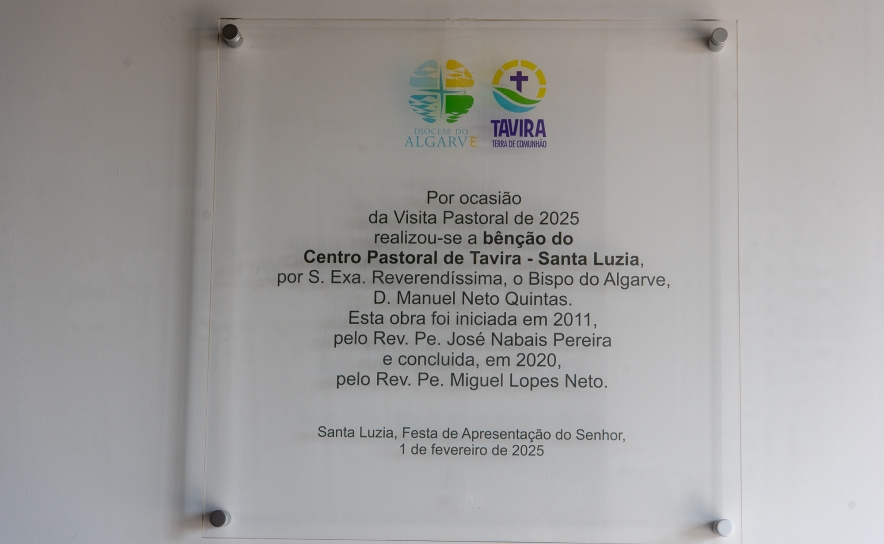 DIOCESE DO
ALGARVE
TAVIRA
TERRA DE COMUNHÃO
Por ocasião
da Visita Pastoral de 2025
realizou-se a bênção do
Centro Pastoral de Tavira - Santa Luzia,
por S. Exa. Reverendíssima, o Bispo do Algarve,
D. Manuel Neto Quintas.
Esta obra foi iniciada em 2011,
pelo Rev. Pe. José Nabais Pereira
e concluida, em 2020,
pelo Rev. Pe. Miguel Lopes Neto.
Santa Luzia, Festa de Apresentação do Senhor,
1 de fevereiro de 2025